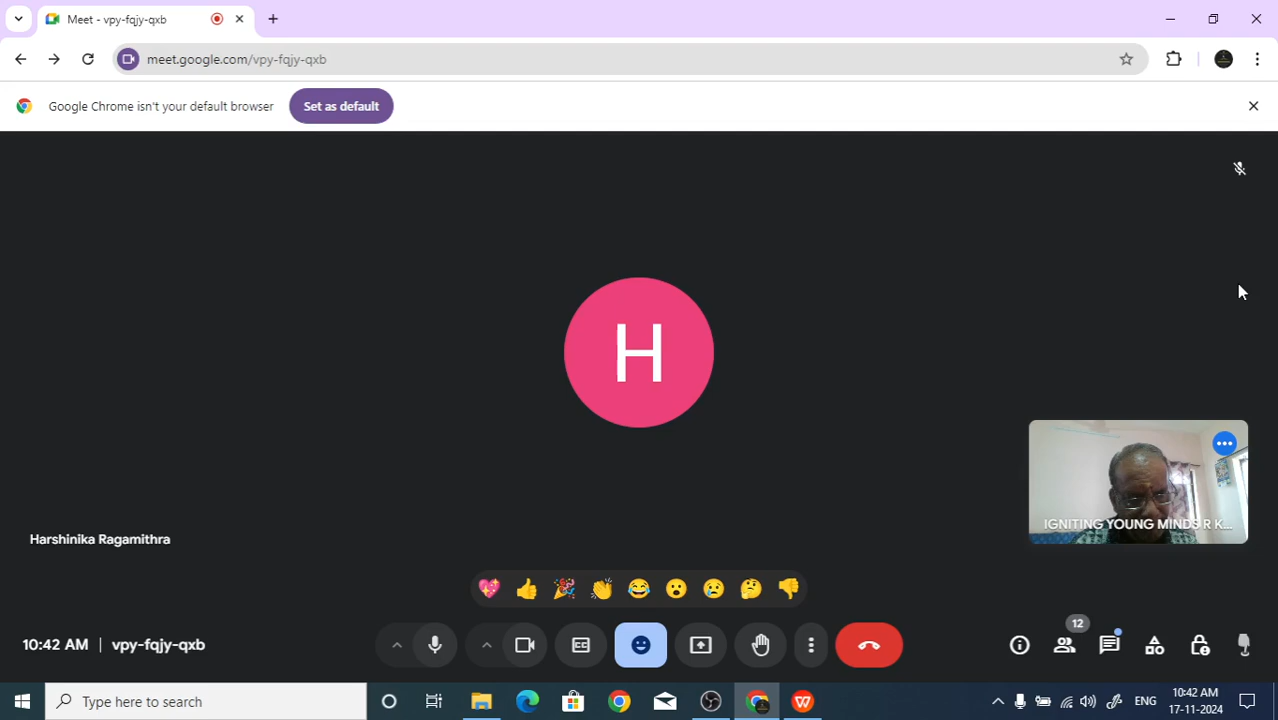 Meet - vpy-fqjy-qxb
meet.google.com/vpy-fqjy-qxb
Google Chrome isn't your default browser
Set as default
H
IGNITING YOUNG MINDS R K...
Harshinika Ragamithra
10:42 AM | vpy-fqjy-qxb
12
Type here to search
ENG
10:42 AM
17-11-2024